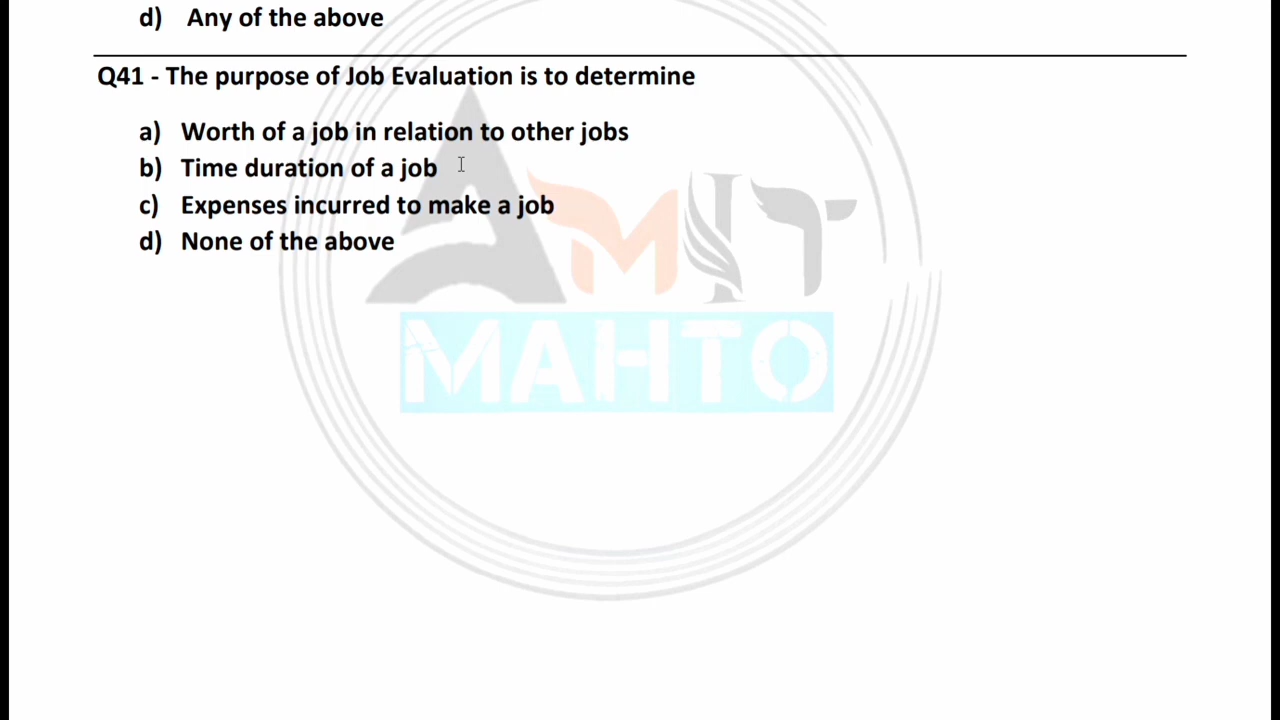 d) Any of the above
Q41 - The purpose of Job Evaluation is to determine
a) Worth of a job in relation to other jobs
b) Time duration of a job
c) Expenses incurred to make a job
d) None of the above
AMIT
MAHTO